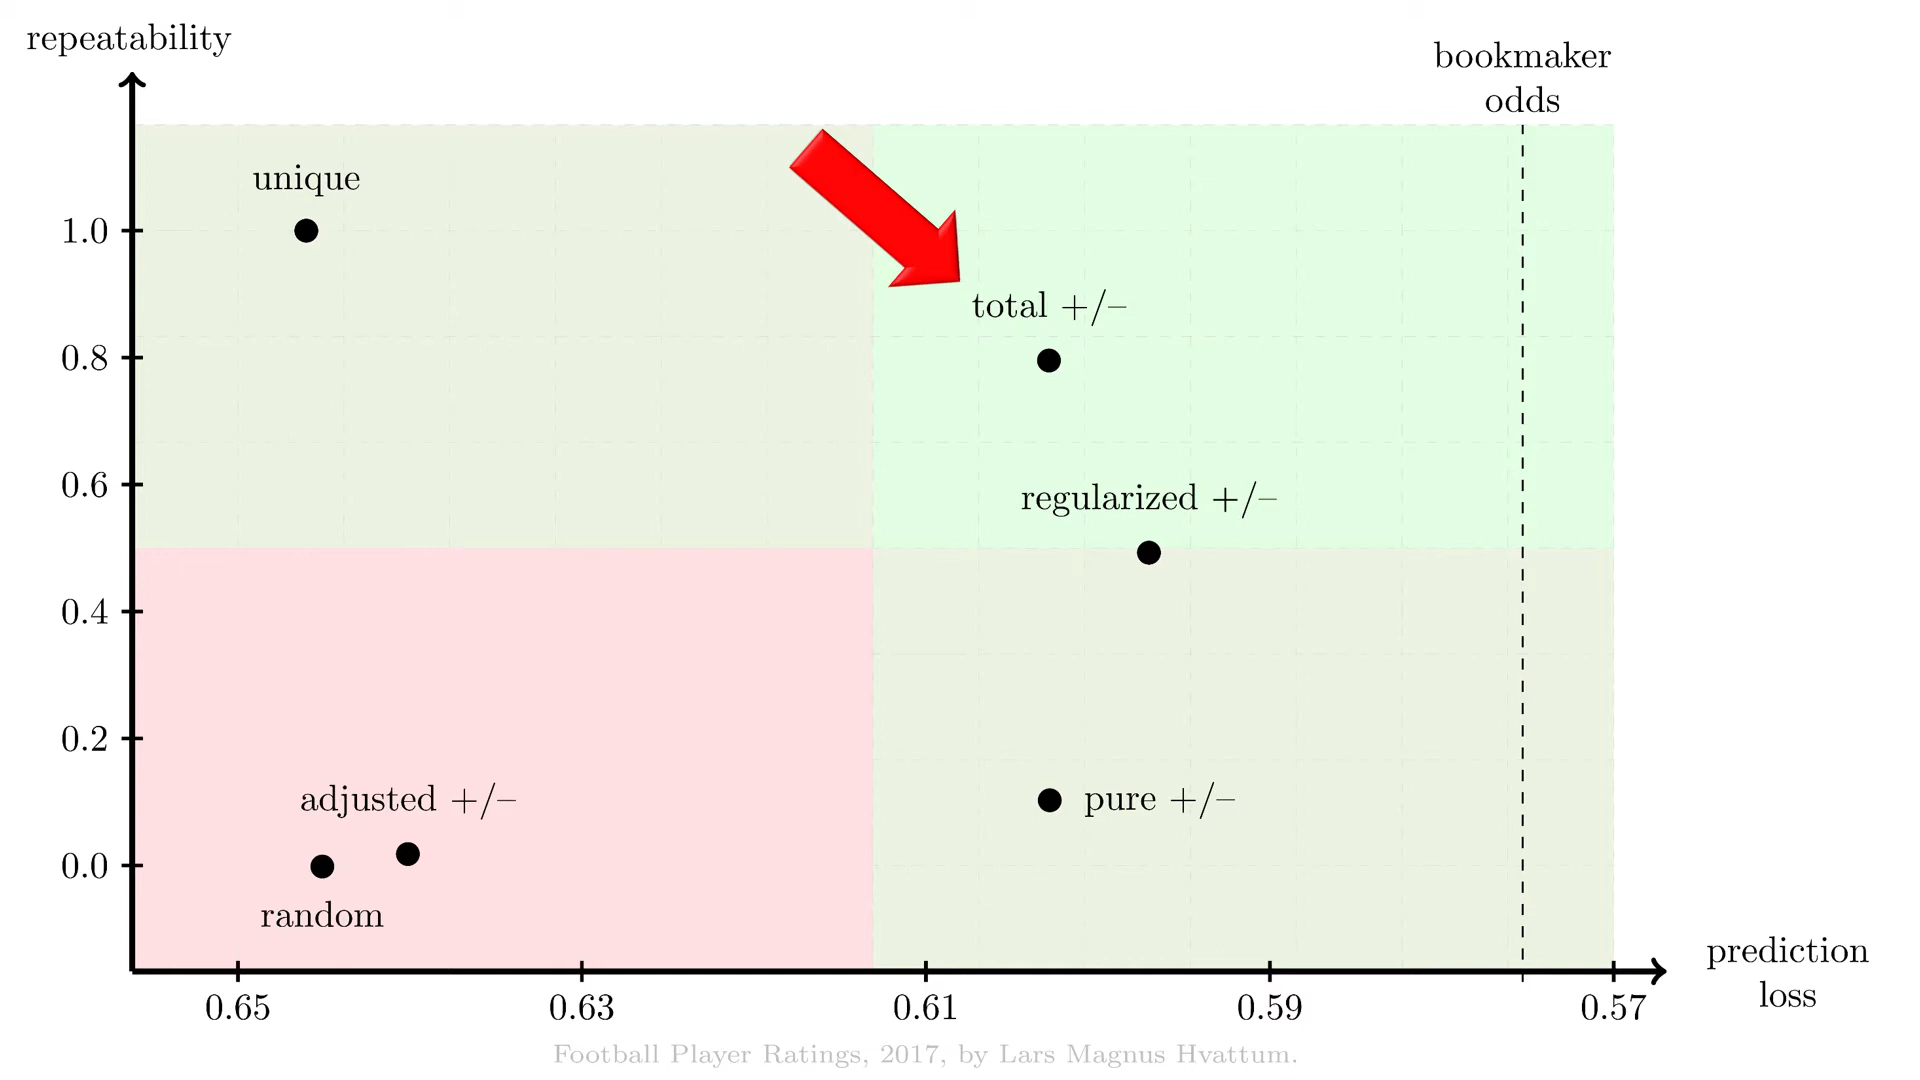 repeatability
bookmaker
odds
unique
1.0
total +/–
0.8
regularized +/–
0.6
0.4
0.2
adjusted +/–
pure +/–
0.0
random
prediction
loss
0.65
0.63
0.61
0.59
0.57
Football Player Ratings, 2017, by Lars Magnus Hvattum.